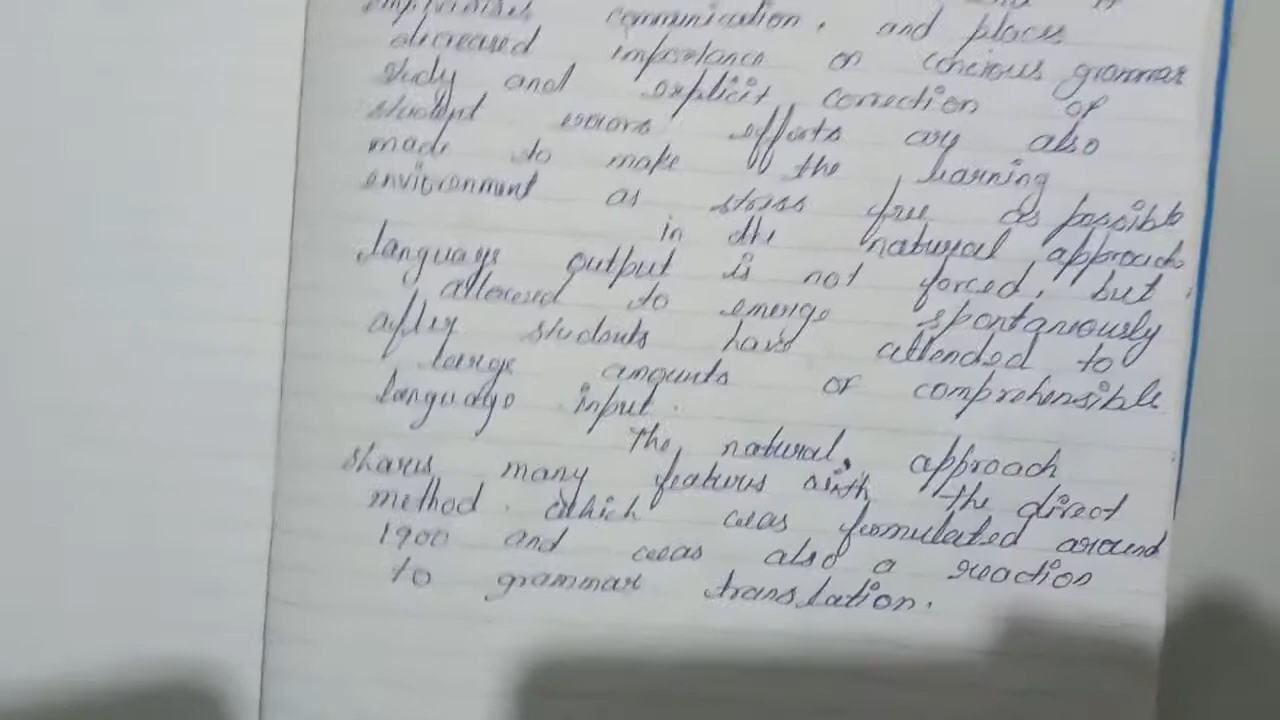 communication, and places
decreased importance on concious grammar
study and explicit correction of
student errors efforts are also
made to make the learning
environment as stress free as possible
in the natural approach
language output is not forced, but
allowed to emerge spontaniously
after students have attended to
large amounts of comprehensible
language input.
the natural approach
shares many features with the direct
method. which was formulated around
1900 and was also a reaction
to grammar translation.